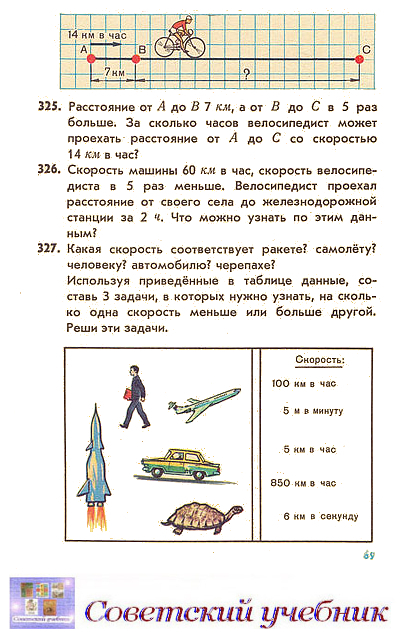 14 км в час
A B C
7км ?
325. Расстояние от A до B 7 км, а от B до C в 5 раз
больше. За сколько часов велосипедист может
проехать расстояние от A до C со скоростью
14 км в час?
326. Скорость машины 60 км в час, скорость велосипе-
диста в 5 раз меньше. Велосипедист проехал
расстояние от своего села до железнодорожной
станции за 2 ч. Что можно узнать по этим дан-
ным?
327. Какая скорость соответствует ракете? самолёту?
человеку? автомобилю? черепахе?
Используя приведённые в таблице данные, со-
ставь 3 задачи, в которых нужно узнать, на сколь-
ко одна скорость меньше или больше другой.
Реши эти задачи.
Скорость:
100 км в час
5 м в минуту
5 км в час
850 км в час
6 км в секунду
69
Советский учебник
Советский учебник